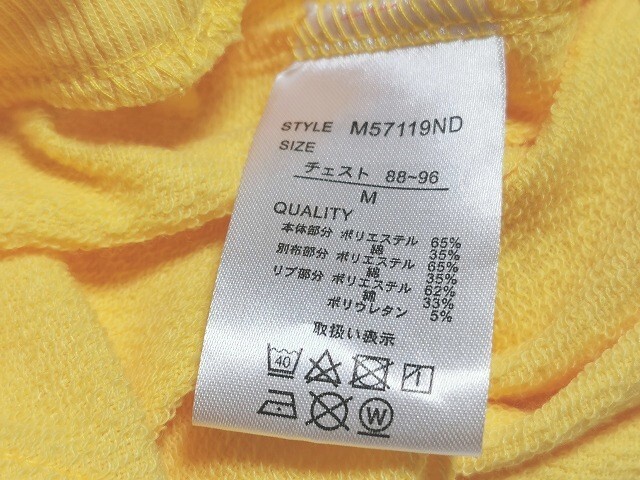 STYLE M57119ND
SIZE
チェスト 88~96
M
QUALITY
本体部分 ポリエステル 65%
綿 35%
別布部分 ポリエステル 65%
綿 35%
リブ部分 ポリエステル 62%
綿 33%
ポリウレタン 5%
取扱い表示
40
W